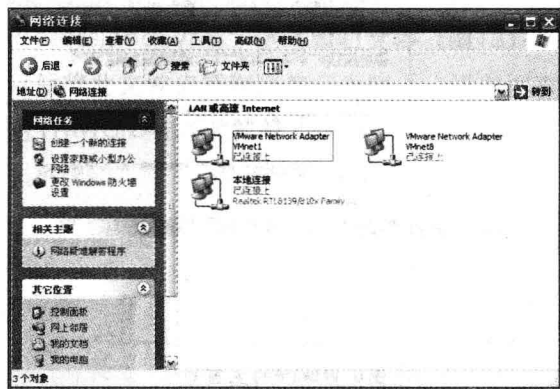 网络连接
文件(F) 编辑(E) 查看(V) 收藏(A) 工具(T) 高级(N) 帮助(H)
后退 搜索 文件夹
地址(D) 网络连接 转到
网络任务
创建一个新的连接
设置家庭或小型办公
网络
更改 Windows 防火墙
设置
相关主题
网络疑难解答程序
其它位置
控制面板
网上邻居
我的文档
我的电脑
LAN 或高速 Internet
VMware Network Adapter
VMnet1
已连接上
VMware Network Adapter
VMnet8
已连接上
本地连接
已连接上
Realtek RTL8139/810x Family ...
3 个对象